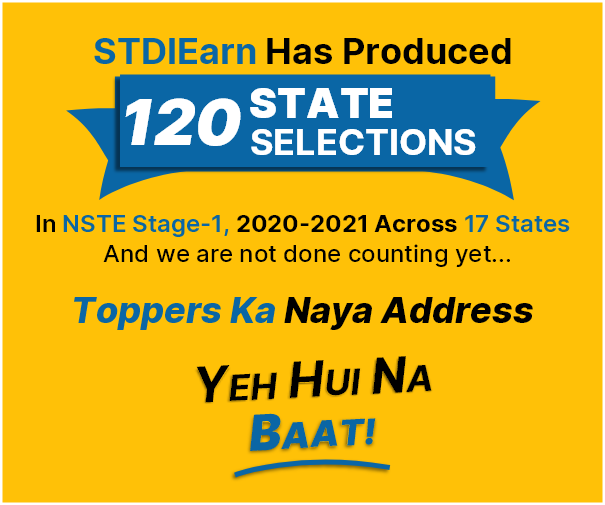 STDIEarn Has Produced
120 STATE
SELECTIONS
In NSTE Stage-1, 2020-2021 Across 17 States
And we are not done counting yet...
Toppers Ka Naya Address
YEH HUI NA
BAAT!